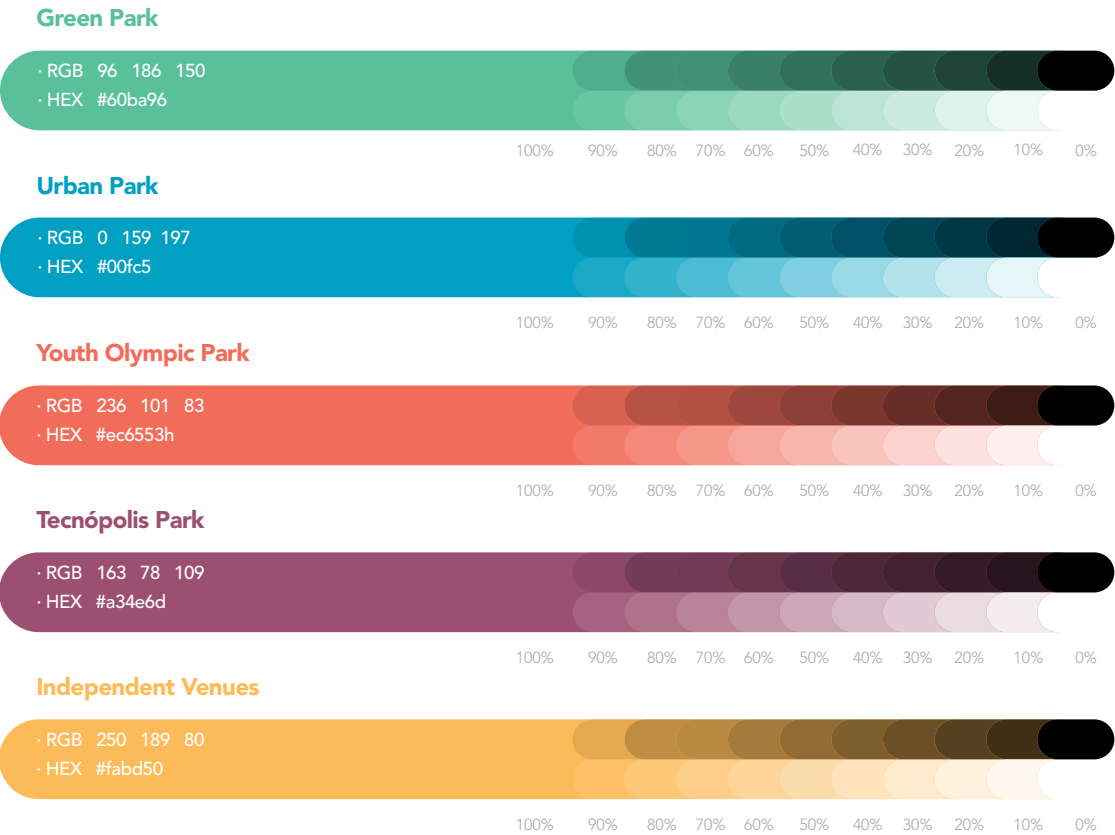 Green Park
· RGB 96 186 150
· HEX #60ba96
100% 90% 80% 70% 60% 50% 40% 30% 20% 10% 0%
Urban Park
· RGB 0 159 197
· HEX #00fc5
100% 90% 80% 70% 60% 50% 40% 30% 20% 10% 0%
Youth Olympic Park
· RGB 236 101 83
· HEX #ec6553h
100% 90% 80% 70% 60% 50% 40% 30% 20% 10% 0%
Tecnópolis Park
· RGB 163 78 109
· HEX #a34e6d
100% 90% 80% 70% 60% 50% 40% 30% 20% 10% 0%
Independent Venues
· RGB 250 189 80
· HEX #fabd50
100% 90% 80% 70% 60% 50% 40% 30% 20% 10% 0%